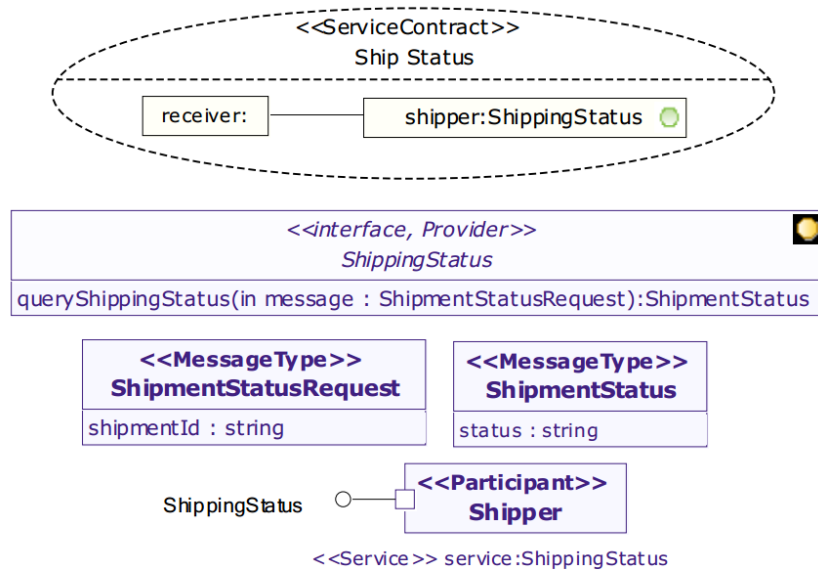 <<ServiceContract>>
Ship Status
receiver:
shipper:ShippingStatus
<<interface, Provider>>
ShippingStatus
queryShippingStatus(in message : ShipmentStatusRequest):ShipmentStatus
<<MessageType>>
ShipmentStatusRequest
shipmentId : string
<<MessageType>>
ShipmentStatus
status : string
ShippingStatus
<<Participant>>
Shipper
<<Service>> service:ShippingStatus